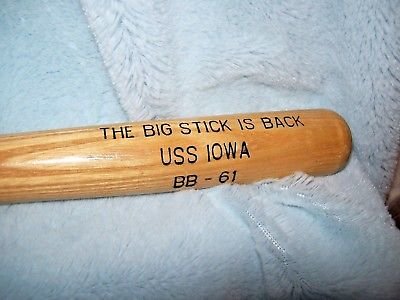 THE BIG STICK IS BACK
USS IOWA
BB - 61